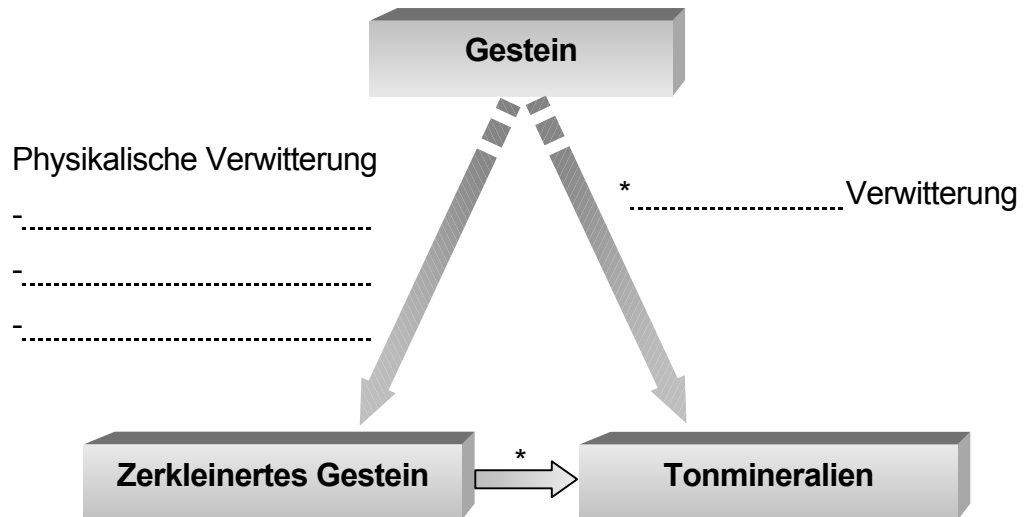 Gestein
Physikalische Verwitterung
-
-
-
* Verwitterung
Zerkleinertes Gestein
*
Tonmineralien